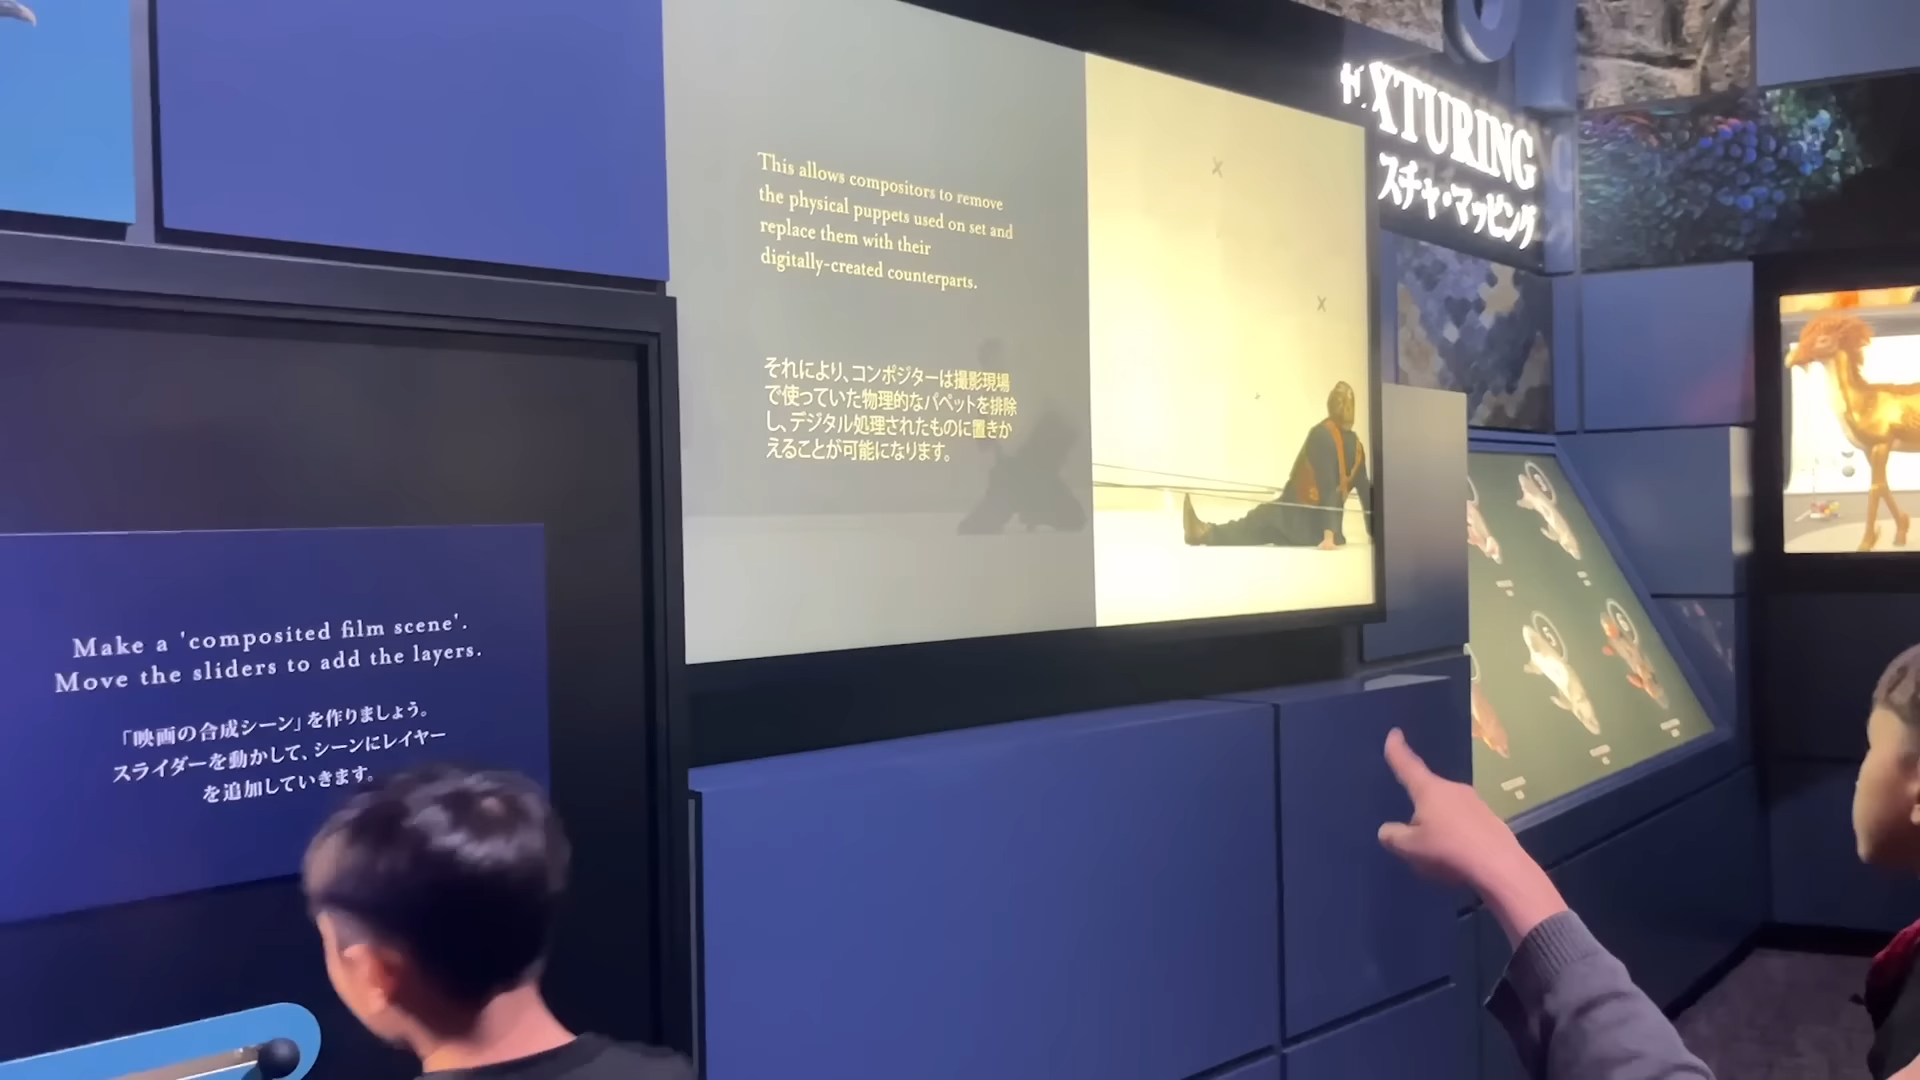 This allows compositors to remove
the physical puppets used on set and
replace them with their
digitally-created counterparts.
それにより、コンポジターは撮影現場
で使っていた物理的なパペットを排除
し、デジタル処理されたものに置きか
えることが可能になります。
XTURING
スチャ・マッピング
Make a 'composited film scene'.
Move the sliders to add the layers.
「映画の合成シーン」を作りましょう。
スライダーを動かして、シーンにレイヤー
を追加していきます。